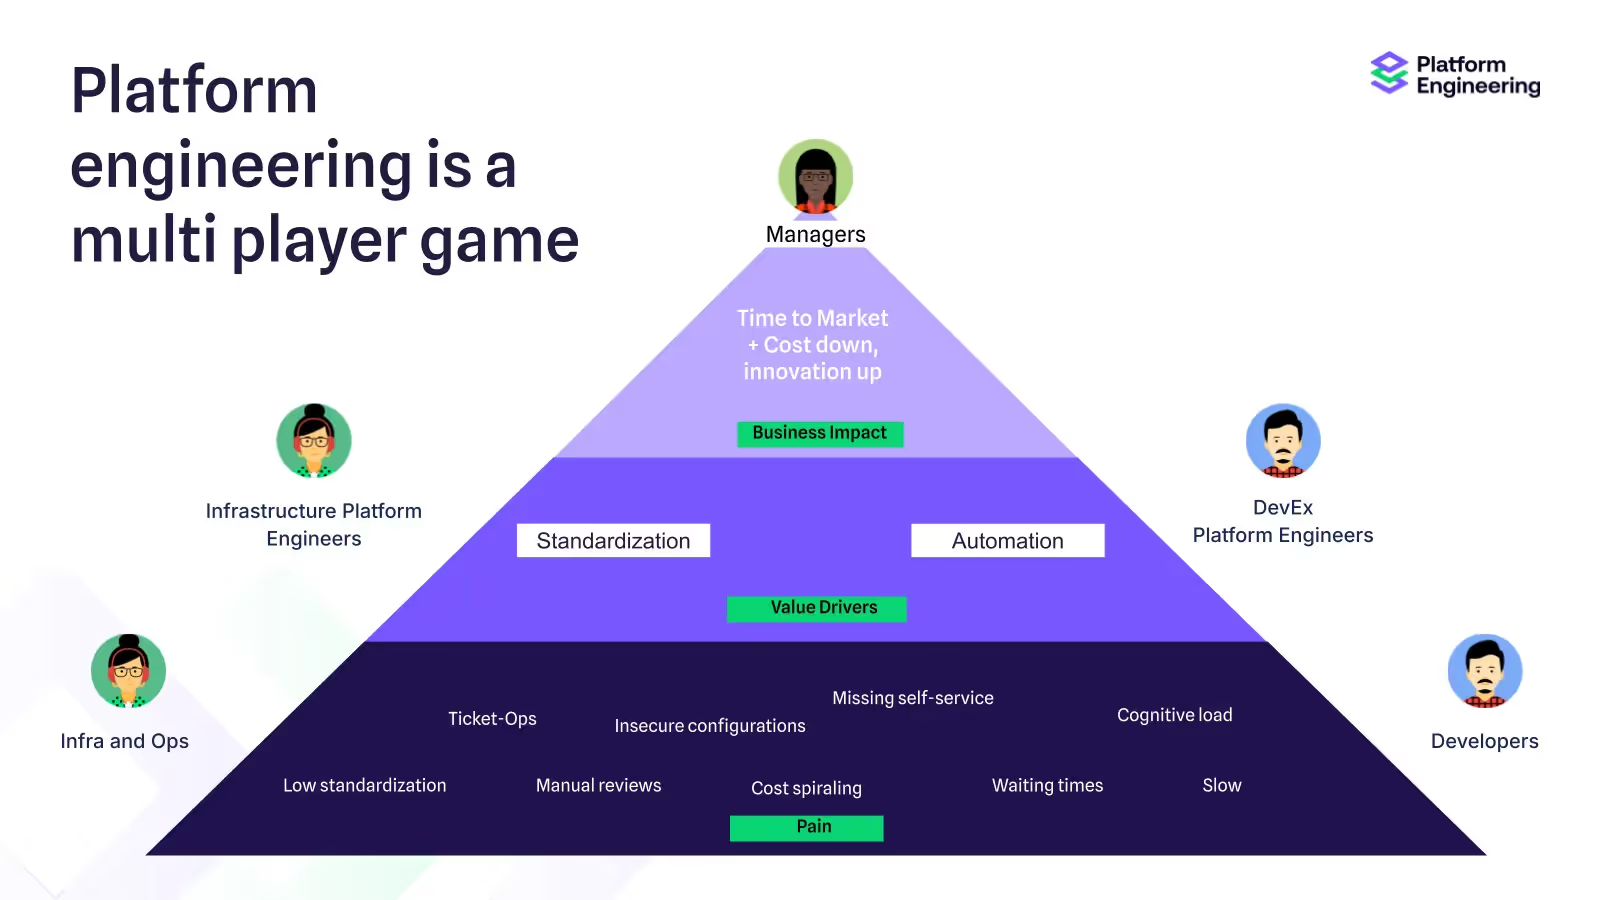 Platform
engineering is a
multi player game
Platform
Engineering
Managers
Time to Market
+ Cost down,
innovation up
Business Impact
Infrastructure Platform
Engineers
DevEx
Platform Engineers
Standardization
Automation
Value Drivers
Infra and Ops
Developers
Ticket-Ops
Insecure configurations
Missing self-service
Cognitive load
Low standardization
Manual reviews
Cost spiraling
Waiting times
Slow
Pain